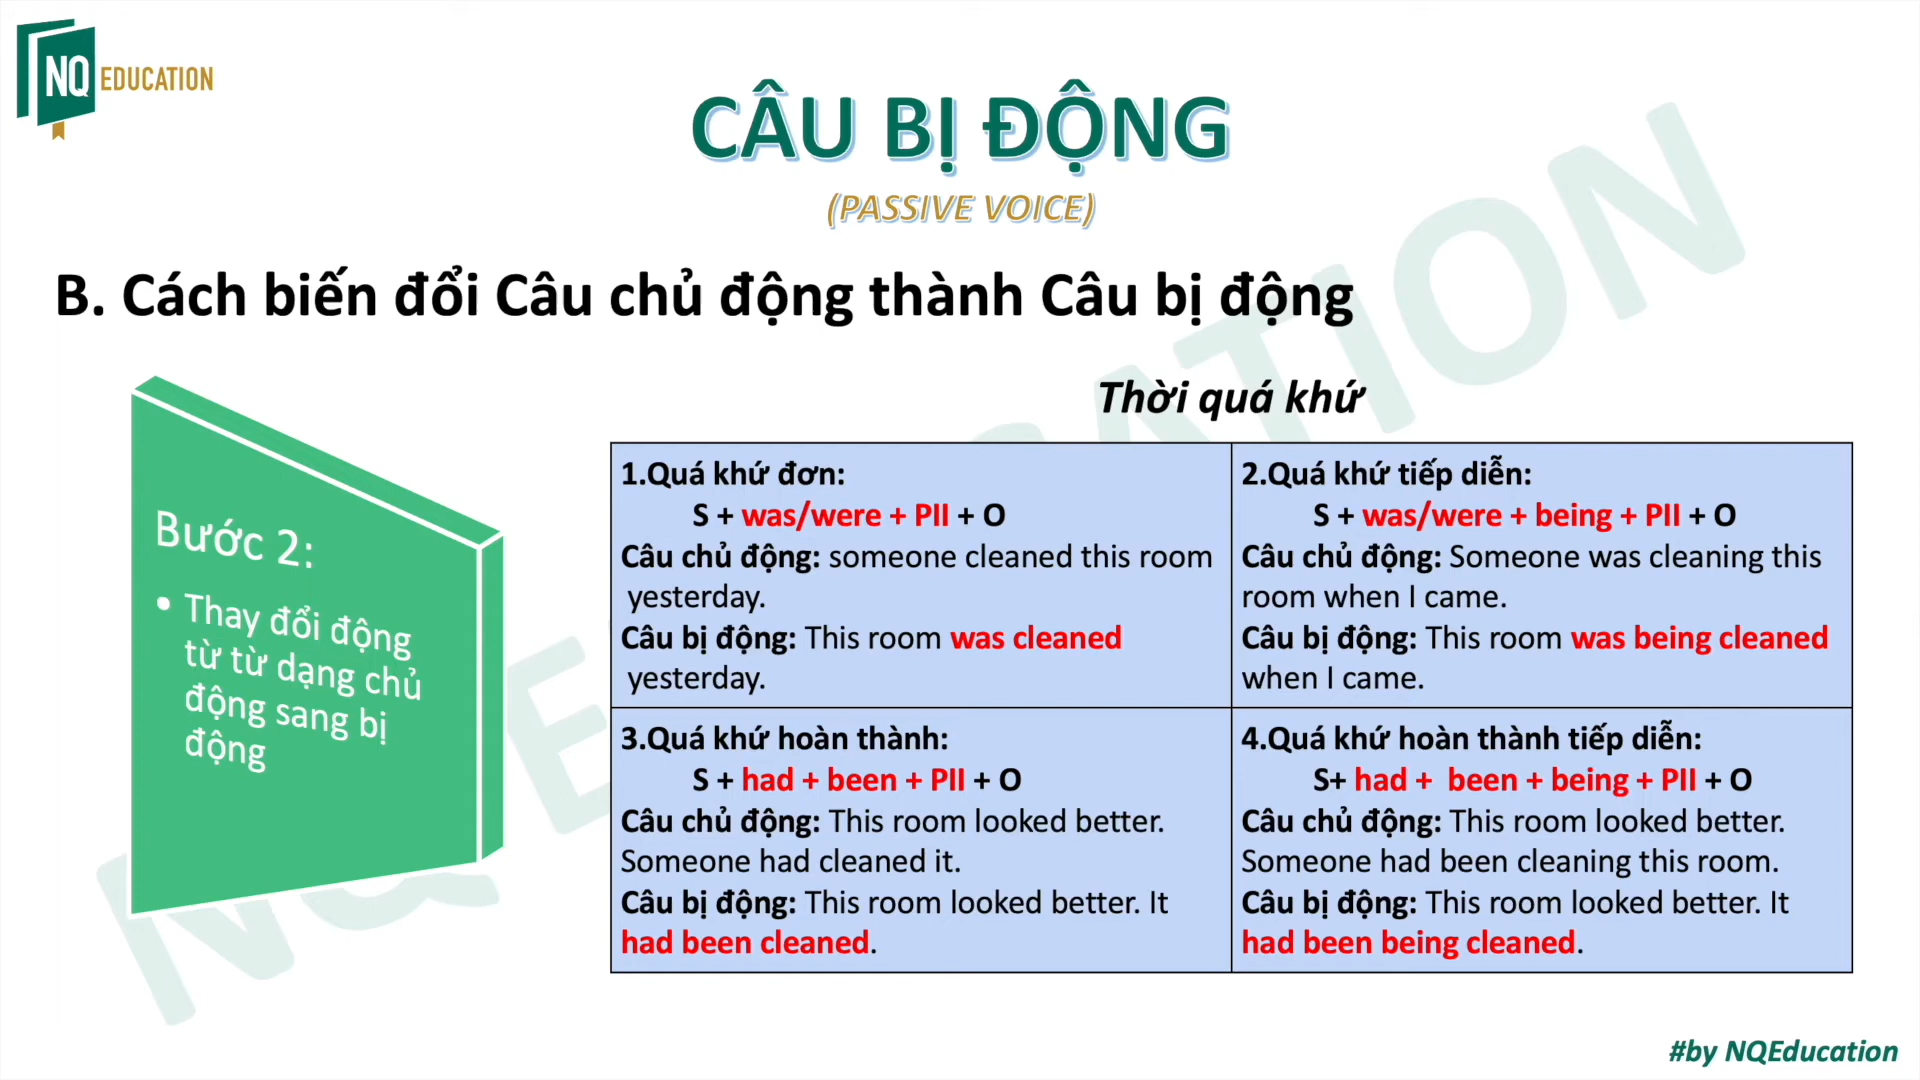 NQ EDUCATION
CÂU BỊ ĐỘNG
(PASSIVE VOICE)
B. Cách biến đổi Câu chủ động thành Câu bị động
Bước 2:
• Thay đổi động
từ từ dạng chủ
động sang bị
động
Thời quá khứ
1.Quá khứ đơn:
S + was/were + PII + O
Câu chủ động: someone cleaned this room
yesterday.
Câu bị động: This room was cleaned
yesterday.
2.Quá khứ tiếp diễn:
S + was/were + being + PII + O
Câu chủ động: Someone was cleaning this
room when I came.
Câu bị động: This room was being cleaned
when I came.
3.Quá khứ hoàn thành:
S + had + been + PII + O
Câu chủ động: This room looked better.
Someone had cleaned it.
Câu bị động: This room looked better. It
had been cleaned.
4.Quá khứ hoàn thành tiếp diễn:
S+ had + been + being + PII + O
Câu chủ động: This room looked better.
Someone had been cleaning this room.
Câu bị động: This room looked better. It
had been being cleaned.
#by NQEducation